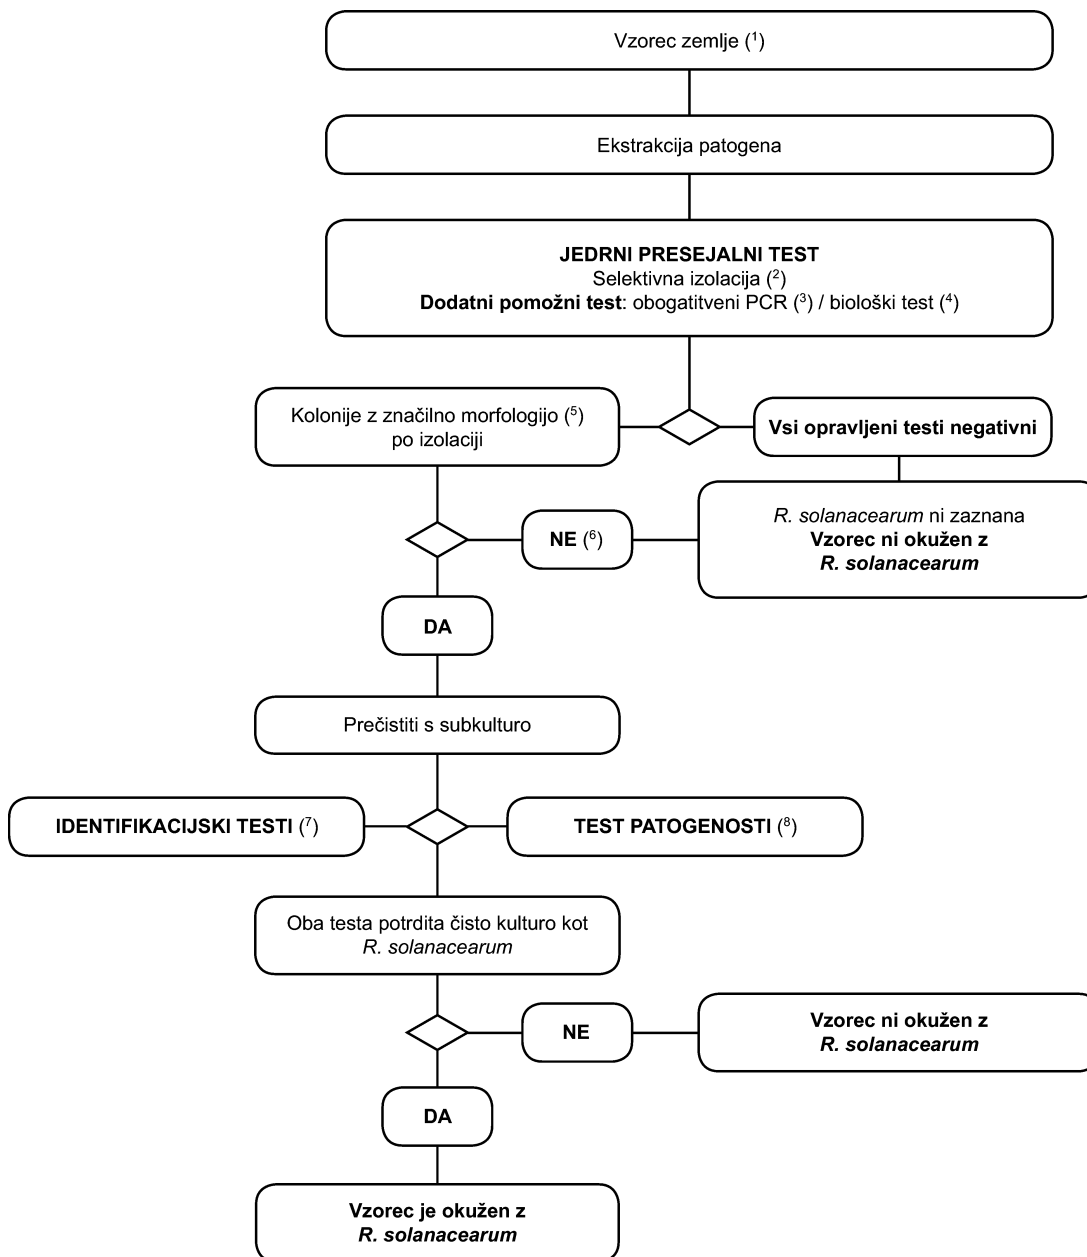 Vzorec zemlje (¹)
Ekstrakcija patogena
JEDRNI PRESEJALNI TEST
Selektivna izolacija (²)
Dodatni pomožni test: obogatitveni PCR (³) / biološki test (⁴)
Kolonije z značilno morfologijo (⁵)
po izolaciji
Vsi opravljeni testi negativni
NE (⁶)
R. solanacearum ni zaznana
Vzorec ni okužen z
R. solanacearum
DA
Prečistiti s subkulturo
IDENTIFIKACIJSKI TESTI (⁷)
TEST PATOGENOSTI (⁸)
Oba testa potrdita čisto kulturo kot
R. solanacearum
NE
Vzorec ni okužen z
R. solanacearum
DA
Vzorec je okužen z
R. solanacearum